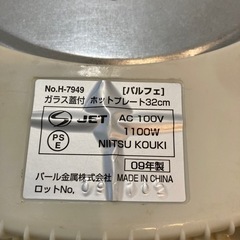 No.H-7949 [パルフェ]
ガラス蓋付 ホットプレート32cm
PS
E
JET
AC 100V
1100W
NIITSU KOUKI
09年製
パール金属株式会社 MADE IN CHINA
ロットNo.